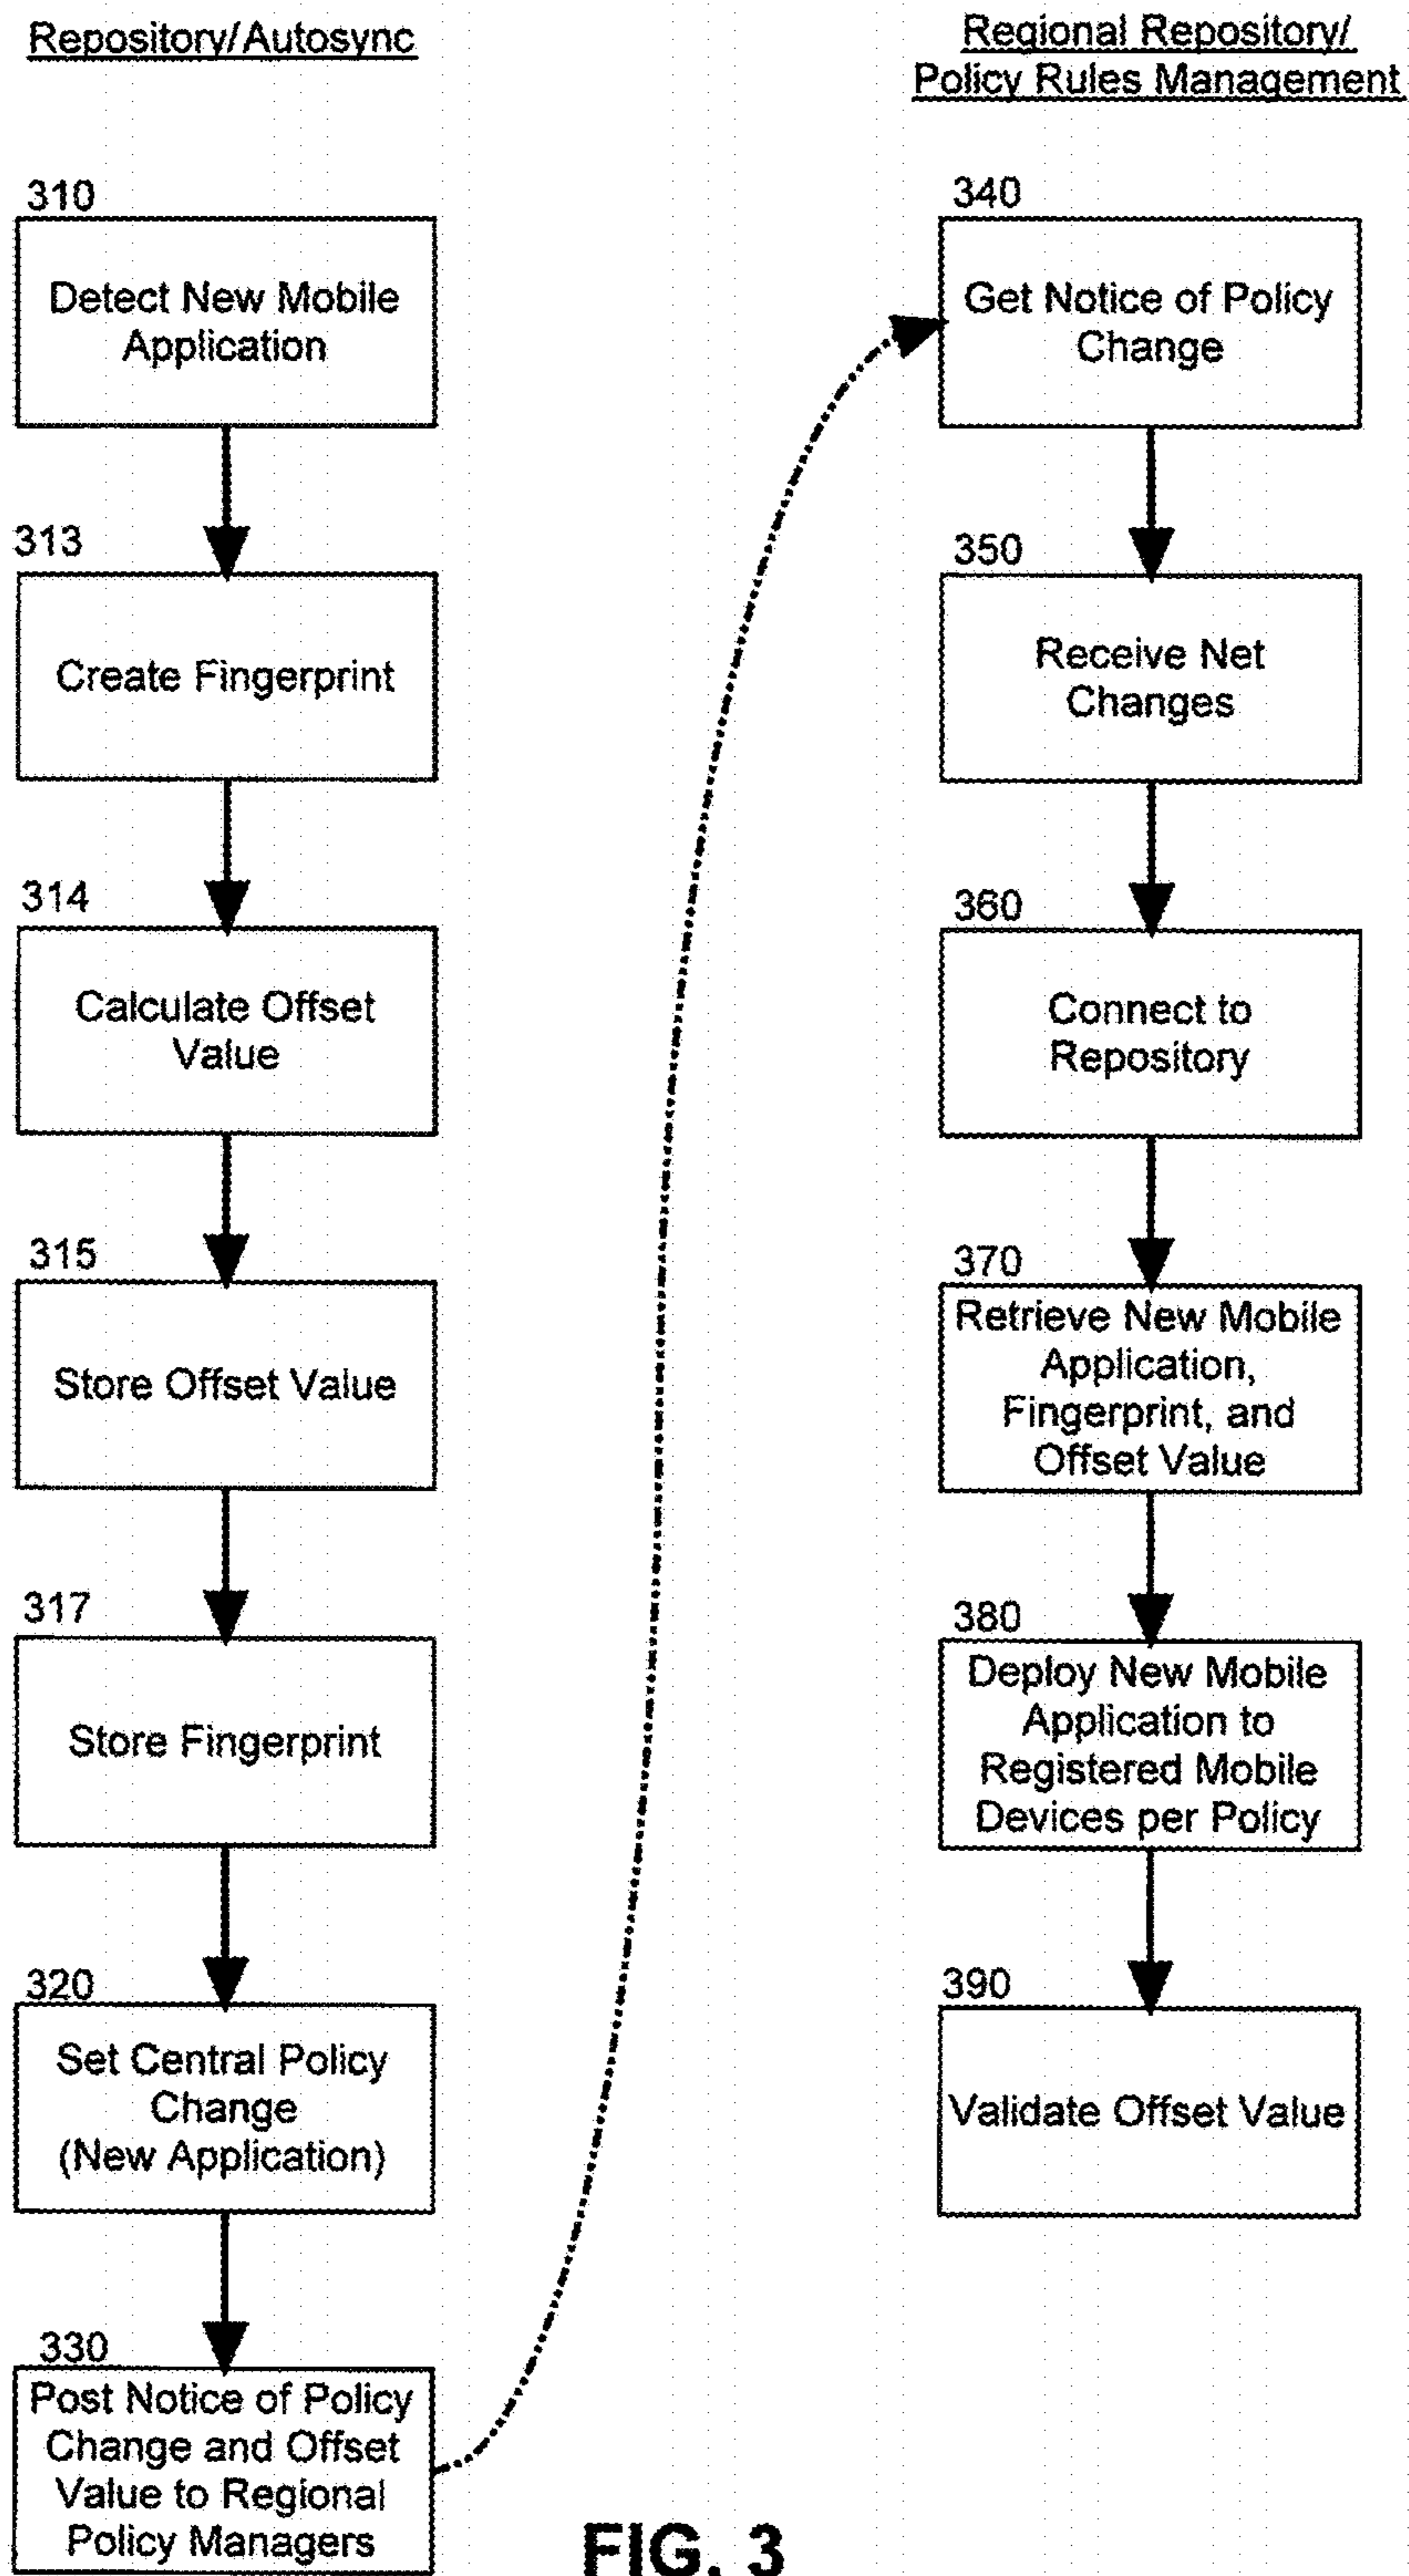 Repository/Autosync
310
Detect New Mobile
Application
313
Create Fingerprint
314
Calculate Offset
Value
315
Store Offset Value
317
Store Fingerprint
320
Set Central Policy
Change
(New Application)
330
Post Notice of Policy
Change and Offset
Value to Regional
Policy Managers
Regional Repository/
Policy Rules Management
340
Get Notice of Policy
Change
350
Receive Net
Changes
360
Connect to
Repository
370
Retrieve New Mobile
Application,
Fingerprint, and
Offset Value
380
Deploy New Mobile
Application to
Registered Mobile
Devices per Policy
390
Validate Offset Value
FIG. 3